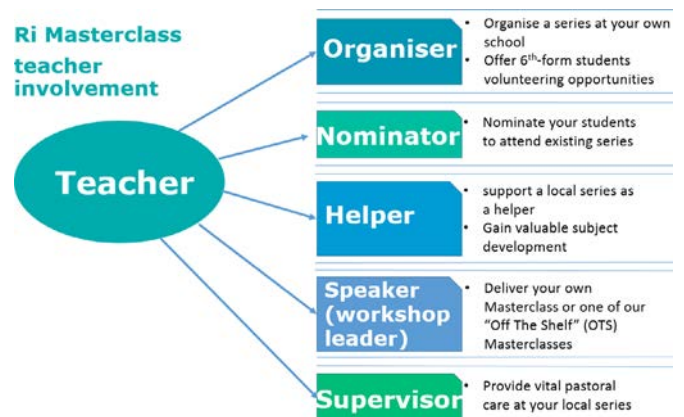 Ri Masterclass
teacher
involvement
Teacher
Organiser
• Organise a series at your own
school
• Offer 6th-form students
volunteering opportunities
Nominator
• Nominate your students
to attend existing series
Helper
• support a local series as
a helper
• Gain valuable subject
development
Speaker
(workshop
leader)
• Deliver your own
Masterclass or one of our
“Off The Shelf” (OTS)
Masterclasses
Supervisor
• Provide vital pastoral
care at your local series